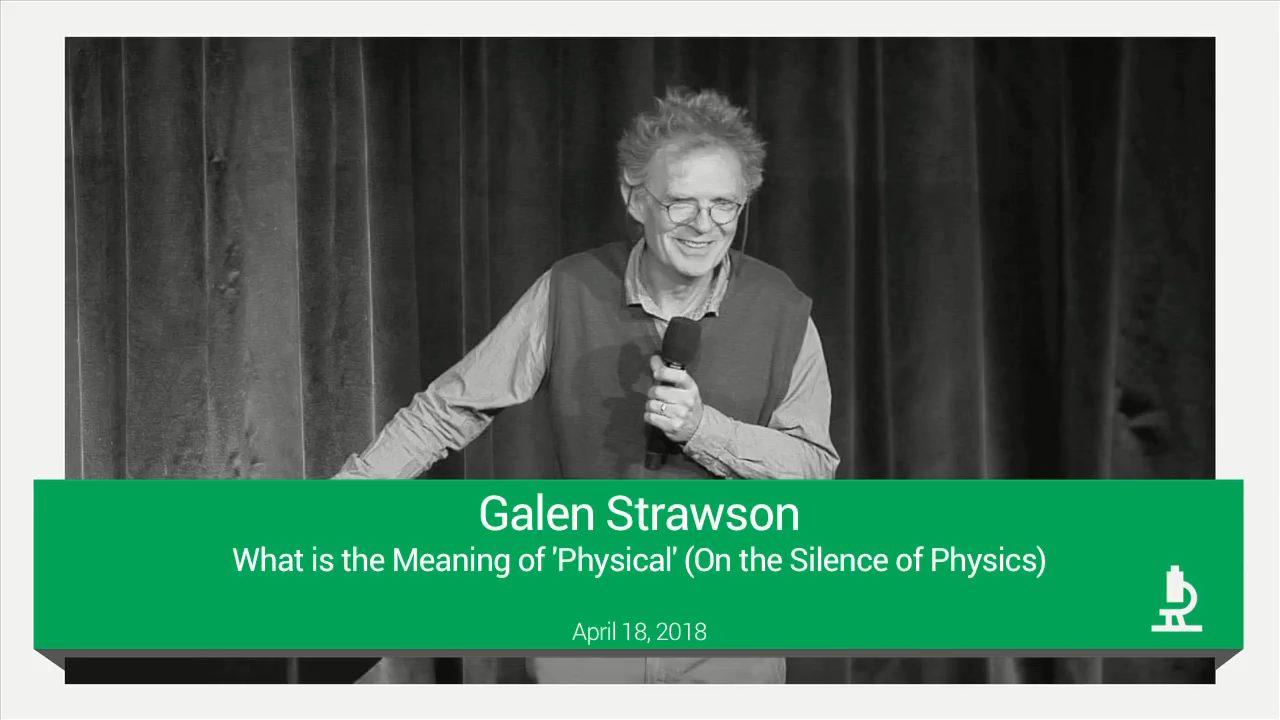 Galen Strawson
What is the Meaning of 'Physical' (On the Silence of Physics)
April 18, 2018